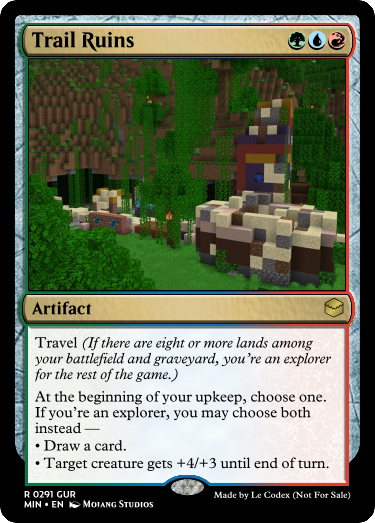 Trail Ruins
Artifact
Travel (If there are eight or more lands among
your battlefield and graveyard, you're an explorer
for the rest of the game.)
At the beginning of your upkeep, choose one.
If you're an explorer, you may choose both
instead —
• Draw a card.
• Target creature gets +4/+3 until end of turn.
R 0291 GUR
MIN • EN Mojang Studios
Made by Le Codex (Not For Sale)